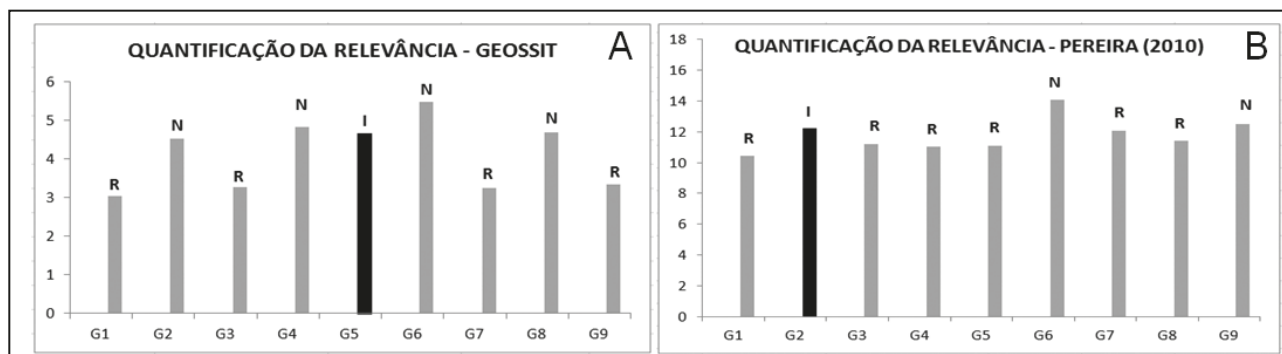 QUANTIFICAÇÃO DA RELEVÂNCIA - GEOSSIT
A
6
5
4
3
2
1
0
R
N
R
N
I
N
R
N
R
G1 G2 G3 G4 G5 G6 G7 G8 G9
QUANTIFICAÇÃO DA RELEVÂNCIA - PEREIRA (2010)
B
18
16
14
12
10
8
6
4
2
0
R
I
R
R
R
N
R
R
N
G1 G2 G3 G4 G5 G6 G7 G8 G9